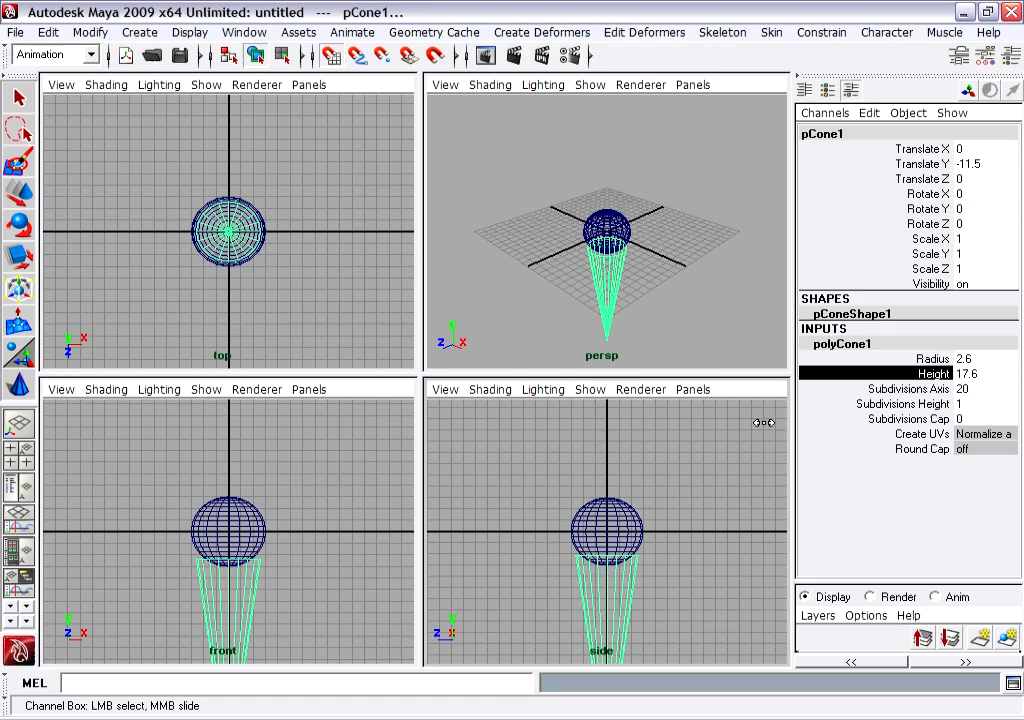 Autodesk Maya 2009 x64 Unlimited: untitled --- pCone1...
File Edit Modify Create Display Window Assets Animate Geometry Cache Create Deformers Edit Deformers Skeleton Skin Constrain Character Muscle Help
Animation
IPR
View Shading Lighting Show Renderer Panels
View Shading Lighting Show Renderer Panels
Channels Edit Object Show
pCone1
Translate X 0
Translate Y -11.5
Translate Z 0
Rotate X 0
Rotate Y 0
Rotate Z 0
Scale X 1
Scale Y 1
Scale Z 1
Visibility on
SHAPES
pConeShape1
INPUTS
polyCone1
Radius 2.6
Height 17.6
Subdivisions Axis 20
Subdivisions Height 1
Subdivisions Cap 0
Create UVs Normalize a
Round Cap off
y x
z
top
y
z x
persp
View Shading Lighting Show Renderer Panels
View Shading Lighting Show Renderer Panels
y
z x
front
y
z x
side
Display Render Anim
Layers Options Help
<< >>
MEL
Channel Box: LMB select, MMB slide